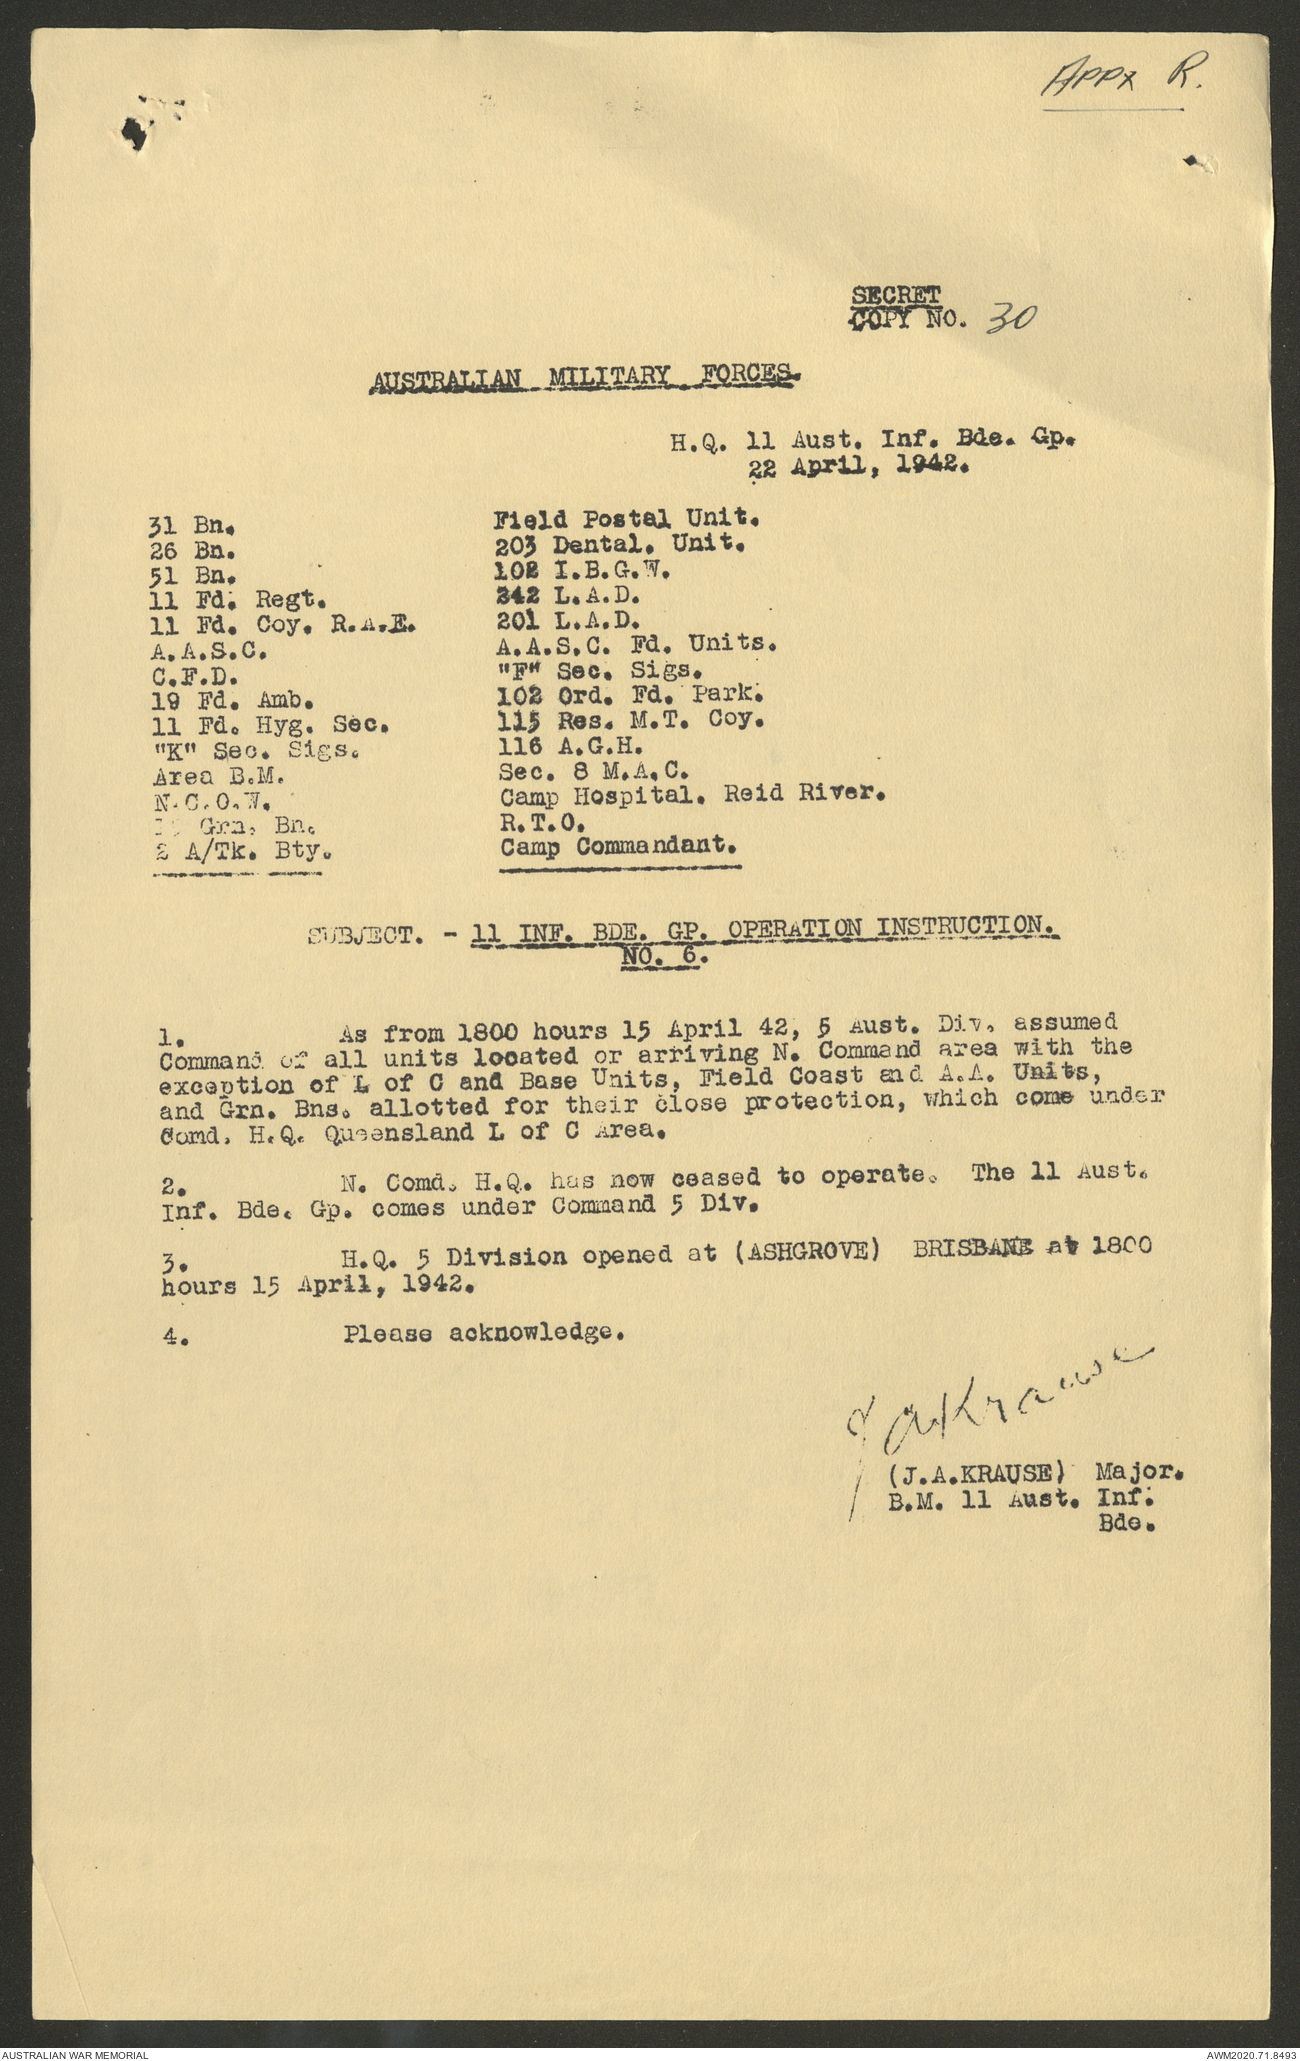 Appx R.
SECRET
COPY NO. 30
AUSTRALIAN MILITARY FORCES.
H.Q. 11 Aust. Inf. Bde. Gp.
22 April, 1942.
31 Bn.
26 Bn.
51 Bn.
11 Fd. Regt.
11 Fd. Coy. R.A.E.
A.A.S.C.
C.F.D.
19 Fd. Amb.
11 Fd. Hyg. Sec.
"K" Sec. Sigs.
Area B.M.
N.C.O.W.
Grn. Bn.
2 A/Tk. Bty.
Field Postal Unit.
203 Dental. Unit.
102 I.B.G.W.
242 L.A.D.
201 L.A.D.
A.A.S.C. Fd. Units.
"F" Sec. Sigs.
102 Ord. Fd. Park.
115 Res. M.T. Coy.
116 A.G.H.
Sec. 8 M.A.C.
Camp Hospital. Reid River.
R.T.O.
Camp Commandant.
SUBJECT. - 11 INF. BDE. GP. OPERATION INSTRUCTION.
NO. 6.
1. As from 1800 hours 15 April 42, 5 Aust. Div. assumed
Command of all units located or arriving N. Command area with the
exception of L of C and Base Units, Field Coast and A.A. Units,
and Grn. Bns. allotted for their close protection, which come under
Comd. H.Q. Queensland L of C Area.
2. N. Comd. H.Q. has now ceased to operate. The 11 Aust.
Inf. Bde. Gp. comes under Command 5 Div.
3. H.Q. 5 Division opened at (ASHGROVE) BRISBANE at 1800
hours 15 April, 1942.
4. Please acknowledge.
JAKrause
(J.A.KRAUSE) Major.
B.M. 11 Aust. Inf.
Bde.
AUSTRALIAN WAR MEMORIAL
AWM2020.71.8493